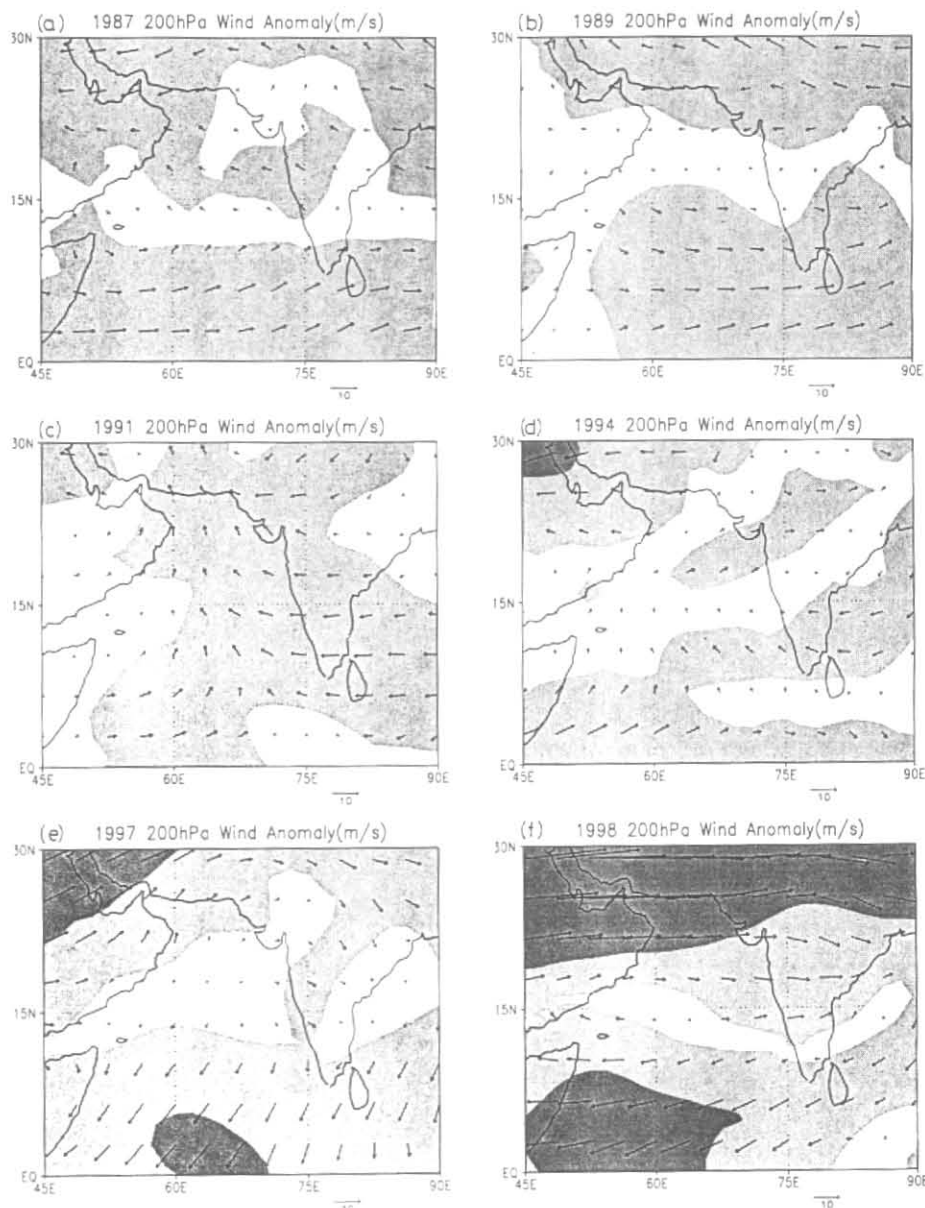 (a) 1987 200hPa Wind Anomaly(m/s)
30N
15N
EQ
45E 60E 75E 90E
10
(b) 1989 200hPa Wind Anomaly(m/s)
30N
15N
EQ
45E 60E 75E 90E
10
(c) 1991 200hPa Wind Anomaly(m/s)
30N
15N
EQ
45E 60E 75E 90E
10
(d) 1994 200hPa Wind Anomaly(m/s)
30N
15N
EQ
45E 60E 75E 90E
10
(e) 1997 200hPa Wind Anomaly(m/s)
30N
15N
EQ
45E 60E 75E 90E
10
(f) 1998 200hPa Wind Anomaly(m/s)
30N
15N
EQ
45E 60E 75E 90E
10